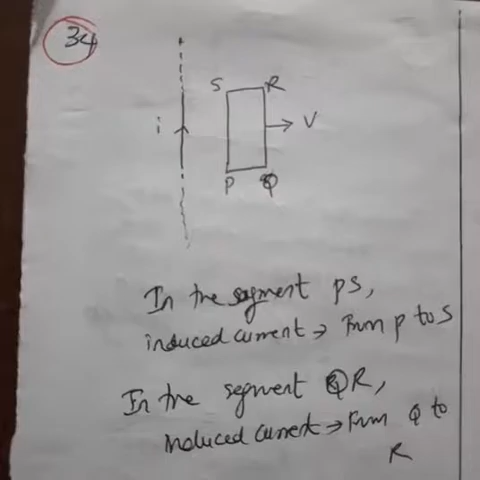 34
S R
i V
P Q
In the segment PS,
induced current → From P to S
In the segment QR,
Induced current → From Q to
R